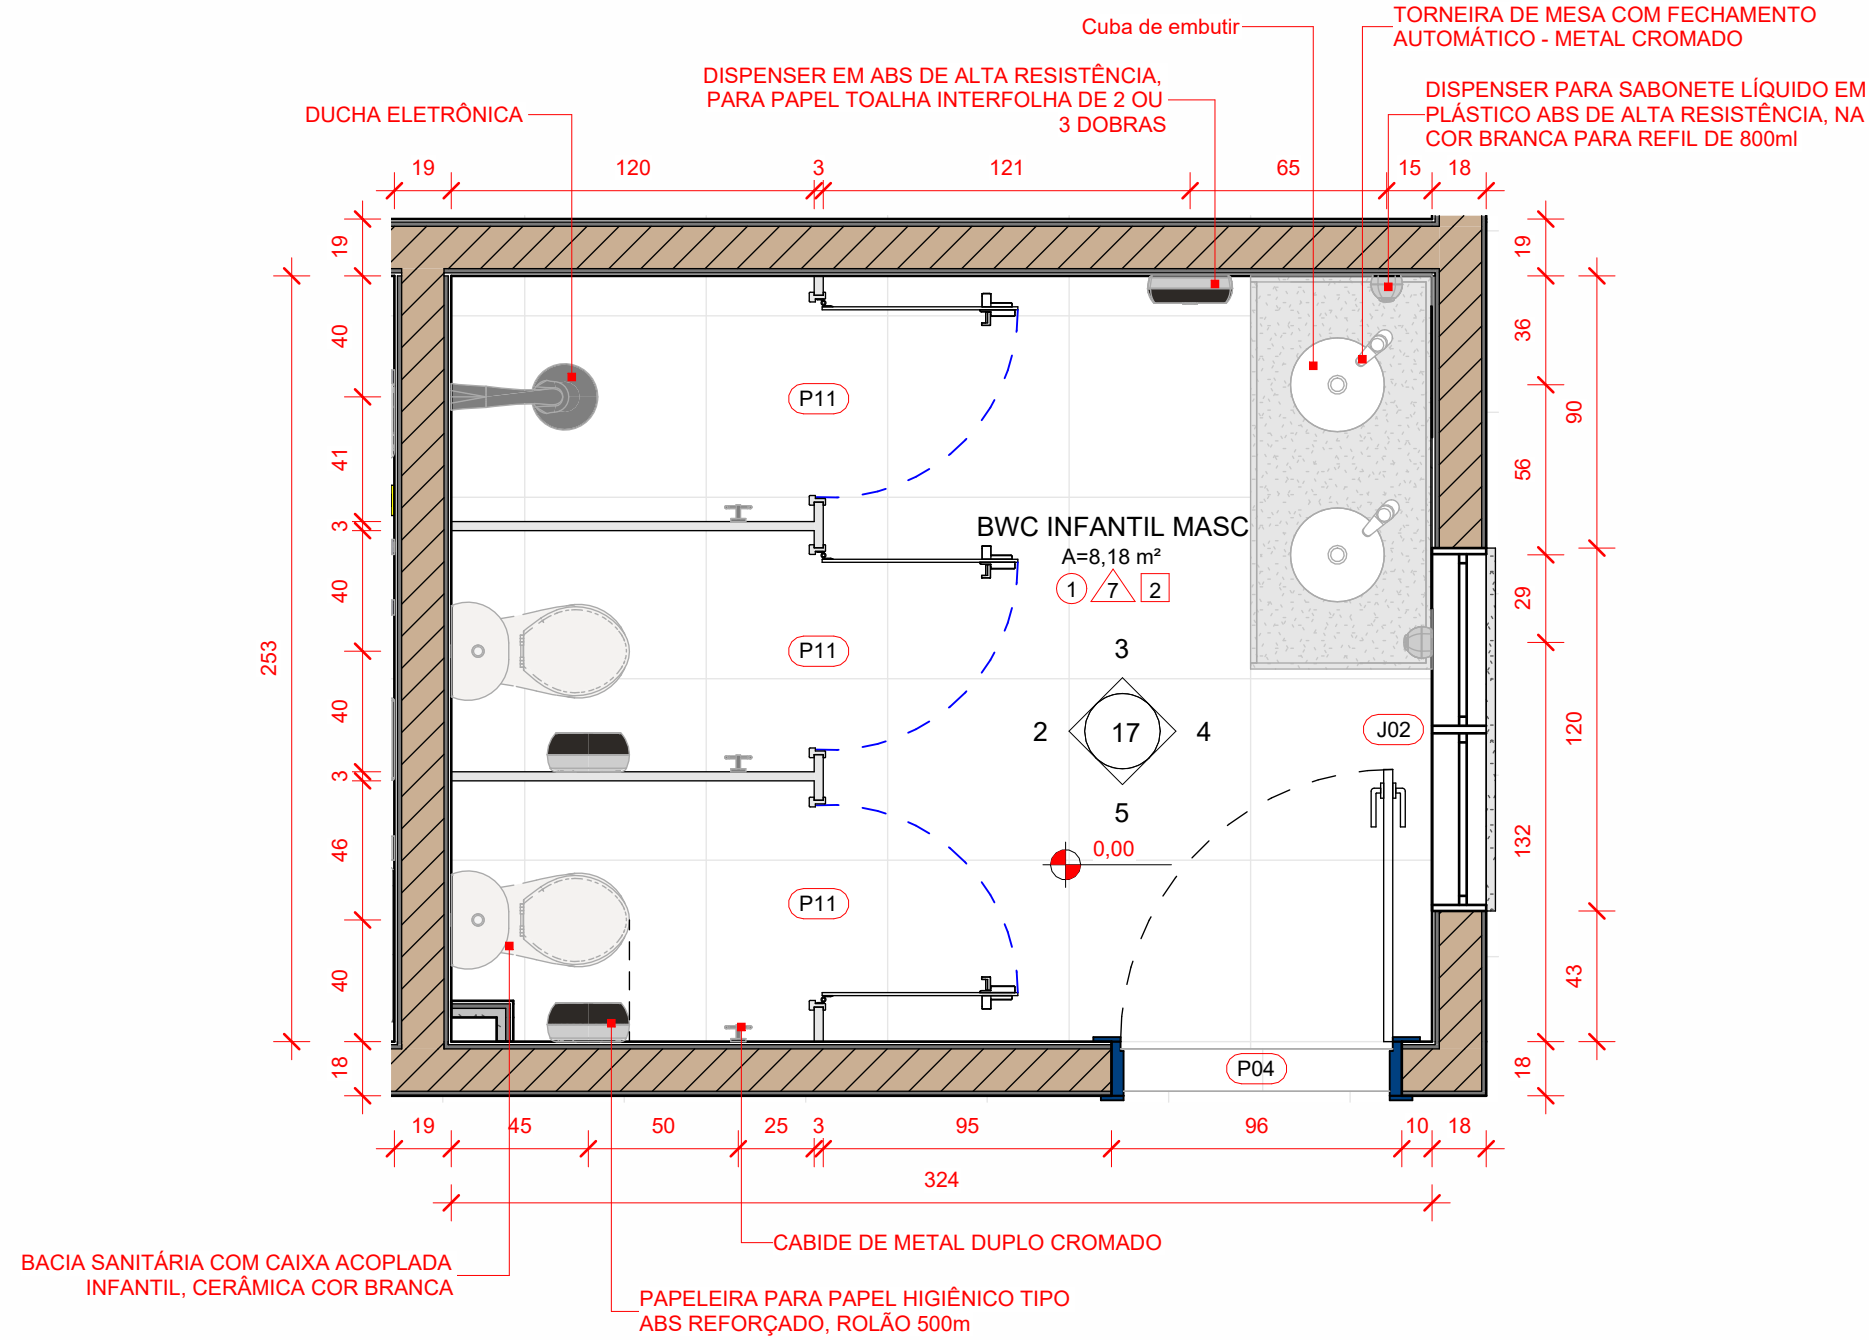 Cuba de embutir
TORNEIRA DE MESA COM FECHAMENTO
AUTOMÁTICO - METAL CROMADO
DISPENSER EM ABS DE ALTA RESISTÊNCIA,
PARA PAPEL TOALHA INTERFOLHA DE 2 OU
3 DOBRAS
DISPENSER PARA SABONETE LÍQUIDO EM
PLÁSTICO ABS DE ALTA RESISTÊNCIA, NA
COR BRANCA PARA REFIL DE 800ml
DUCHA ELETRÔNICA
19 120 3 121 65 15 18
19
40
41
3
40
40
3
46
40
18
253
P11
P11
P11
BWC INFANTIL MASC
A=8,18 m²
1 7 2
3
2 17 4
5
0,00
J02
P04
19
36
56
29
132
18
90
120
43
19 45 50 25 3 95 96 10 18
324
BACIA SANITÁRIA COM CAIXA ACOPLADA
INFANTIL, CERÂMICA COR BRANCA
CABIDE DE METAL DUPLO CROMADO
PAPELEIRA PARA PAPEL HIGIÊNICO TIPO
ABS REFORÇADO, ROLÃO 500m